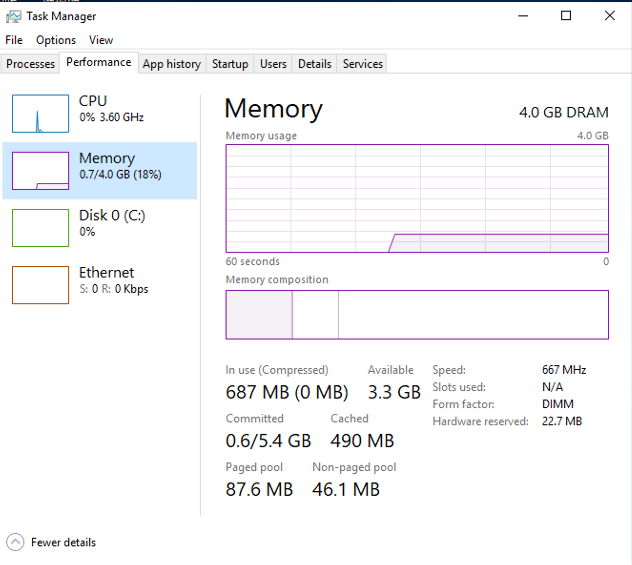 Task Manager
File Options View
Processes Performance App history Startup Users Details Services
CPU
0% 3.60 GHz
Memory
0.7/4.0 GB (18%)
Disk 0 (C:)
0%
Ethernet
S: 0 R: 0 Kbps
Memory 4.0 GB DRAM
Memory usage 4.0 GB
60 seconds 0
Memory composition
In use (Compressed) Available
687 MB (0 MB) 3.3 GB
Committed Cached
0.6/5.4 GB 490 MB
Paged pool Non-paged pool
87.6 MB 46.1 MB
Speed: 667 MHz
Slots used: N/A
Form factor: DIMM
Hardware reserved: 22.7 MB
Fewer details